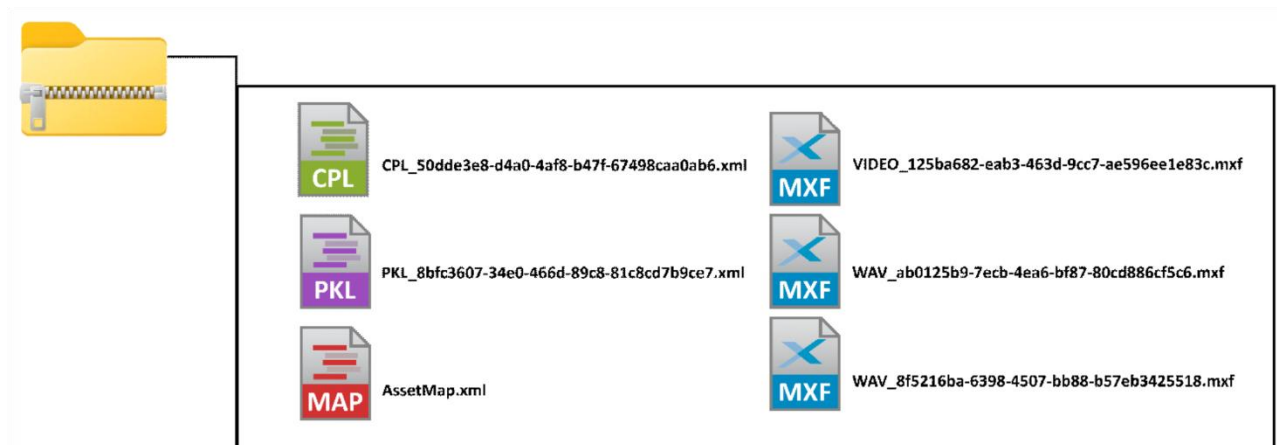 CPL
CPL_50dde3e8-d4a0-4af8-b47f-67498caa0ab6.xml
PKL
PKL_8bfc3607-34e0-466d-89c8-81c8cd7b9ce7.xml
MAP
AssetMap.xml
MXF
VIDEO_125ba682-eab3-463d-9cc7-ae596ee1e83c.mxf
MXF
WAV_ab0125b9-7ecb-4ea6-bf87-80cd886cf5c6.mxf
MXF
WAV_8f5216ba-6398-4507-bb88-b57eb3425518.mxf